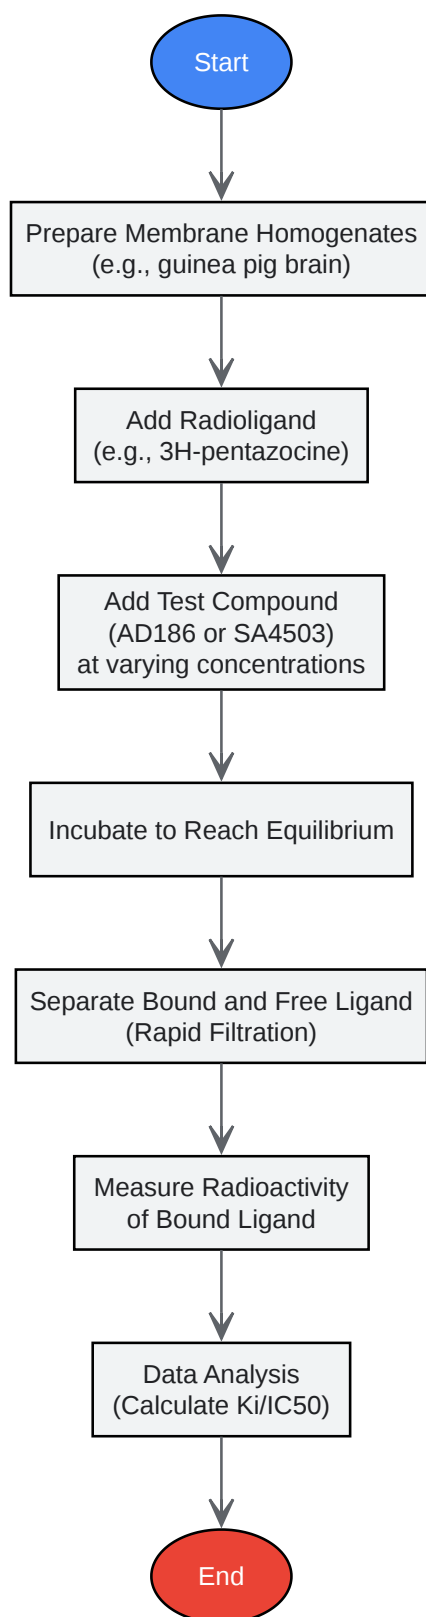 Start
Prepare Membrane Homogenates
(e.g., guinea pig brain)
Add Radioligand
(e.g., 3H-pentazocine)
Add Test Compound
(AD186 or SA4503)
at varying concentrations
Incubate to Reach Equilibrium
Separate Bound and Free Ligand
(Rapid Filtration)
Measure Radioactivity
of Bound Ligand
Data Analysis
(Calculate Ki/IC50)
End